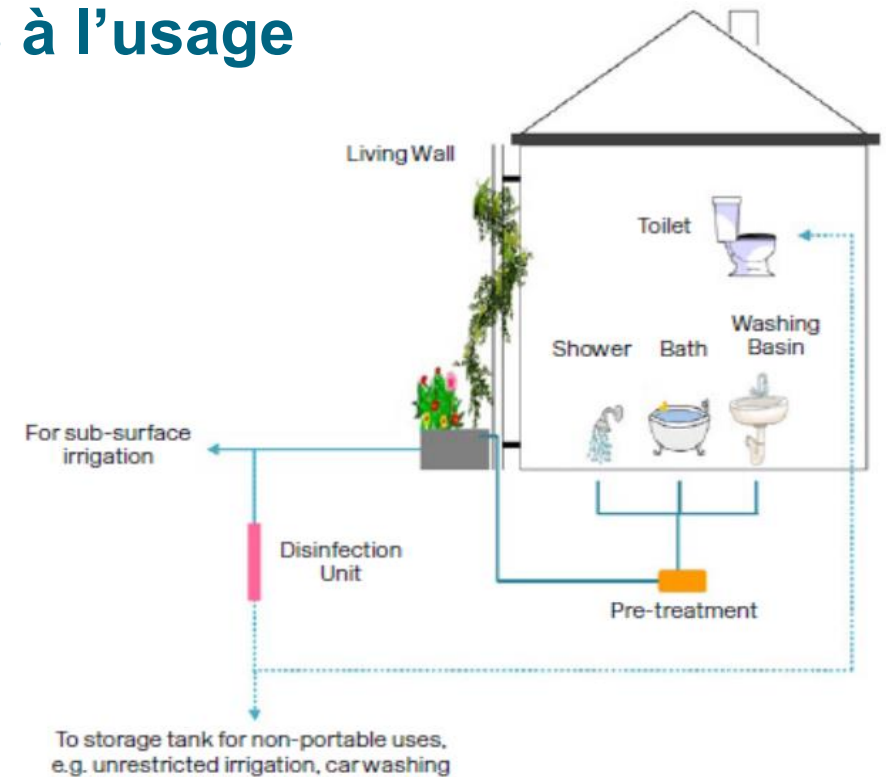 à l'usage
Living Wall
Toilet
Washing
Basin
Shower
Bath
For sub-surface
irrigation
Disinfection
Unit
Pre-treatment
To storage tank for non-portable uses,
e.g. unrestricted irrigation, car washing